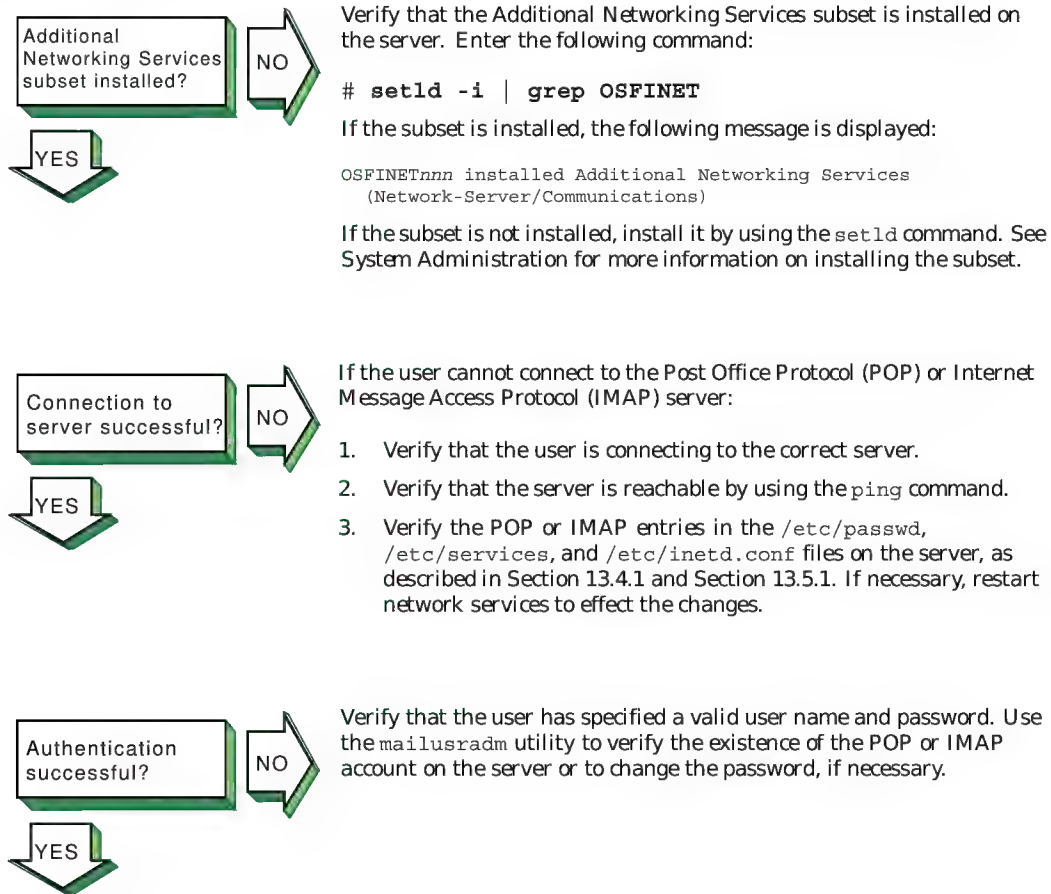 Additional
Networking Services
subset installed?
NO
YES
Verify that the Additional Networking Services subset is installed on
the server. Enter the following command:
# setld -i | grep OSFINET
If the subset is installed, the following message is displayed:
OSFINETnnn installed Additional Networking Services
(Network-Server/Communications)
If the subset is not installed, install it by using the setld command. See
System Administration for more information on installing the subset.
Connection to
server successful?
NO
YES
If the user cannot connect to the Post Office Protocol (POP) or Internet
Message Access Protocol (IMAP) server:
1. Verify that the user is connecting to the correct server.
2. Verify that the server is reachable by using the ping command.
3. Verify the POP or IMAP entries in the /etc/passwd,
/etc/services, and /etc/inetd.conf files on the server, as
described in Section 13.4.1 and Section 13.5.1. If necessary, restart
network services to effect the changes.
Authentication
successful?
NO
YES
Verify that the user has specified a valid user name and password. Use
the mailusradm utility to verify the existence of the POP or IMAP
account on the server or to change the password, if necessary.